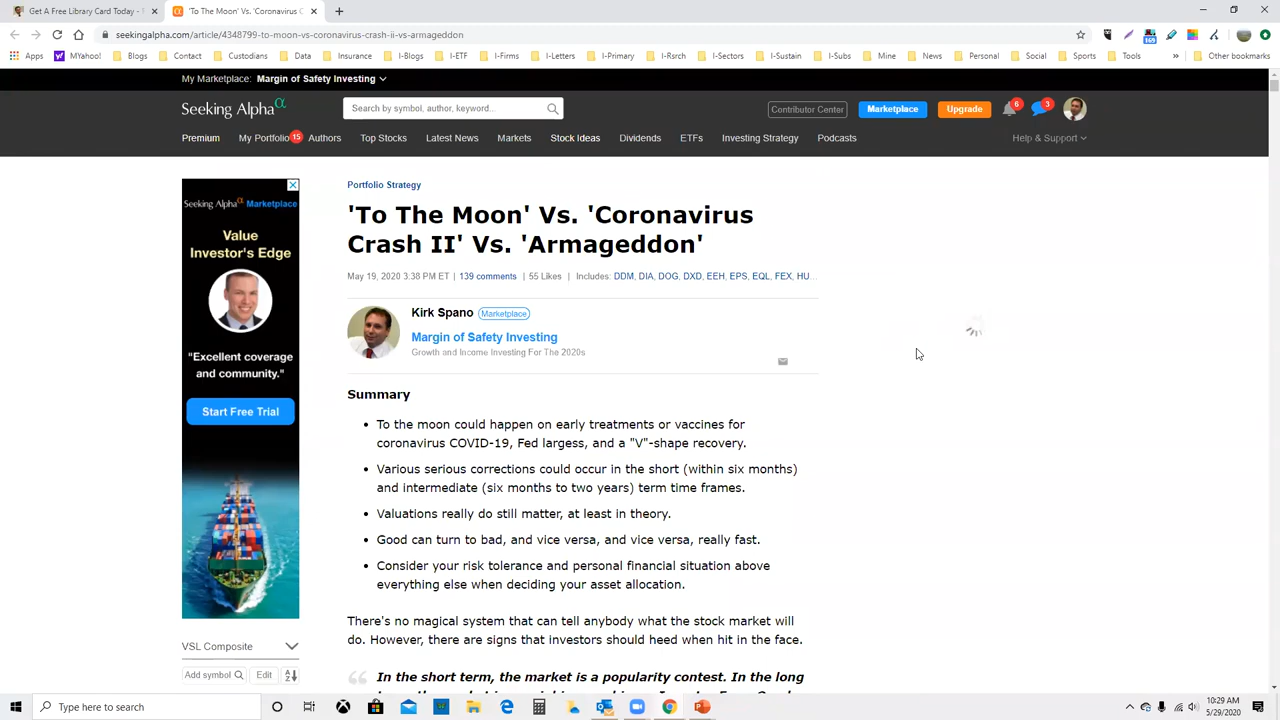 Get A Free Library Card Today -
'To The Moon' Vs. 'Coronavirus C
seekingalpha.com/article/4348799-to-moon-vs-coronavirus-crash-ii-vs-armageddon
Apps MYahoo! Blogs Contact Custodians Data Insurance I-Blogs I-ETF I-Firms I-Letters I-Primary I-Rsrch I-Sectors I-Sustain I-Subs Mine News Personal Social Sports Tools » Other bookmarks
My Marketplace: Margin of Safety Investing
Seeking Alpha α
Search by symbol, author, keyword...
Contributor Center Marketplace Upgrade 6 3
Premium My Portfolio 15 Authors Top Stocks Latest News Markets Stock Ideas Dividends ETFs Investing Strategy Podcasts Help & Support
Seeking Alpha α Marketplace
Value
Investor's Edge
"Excellent coverage
and community."
Start Free Trial
VSL Composite
Add symbol Edit A Z
Portfolio Strategy
'To The Moon' Vs. 'Coronavirus
Crash II' Vs. 'Armageddon'
May 19, 2020 3:38 PM ET | 139 comments | 55 Likes | Includes: DDM, DIA, DOG, DXD, EEH, EPS, EQL, FEX, HU...
Kirk Spano Marketplace
Margin of Safety Investing
Growth and Income Investing For The 2020s
Summary
• To the moon could happen on early treatments or vaccines for
coronavirus COVID-19, Fed largess, and a "V"-shape recovery.
• Various serious corrections could occur in the short (within six months)
and intermediate (six months to two years) term time frames.
• Valuations really do still matter, at least in theory.
• Good can turn to bad, and vice versa, and vice versa, really fast.
• Consider your risk tolerance and personal financial situation above
everything else when deciding your asset allocation.
There's no magical system that can tell anybody what the stock market will
do. However, there are signs that investors should heed when hit in the face.
In the short term, the market is a popularity contest. In the long
Type here to search
10:29 AM
5/29/2020